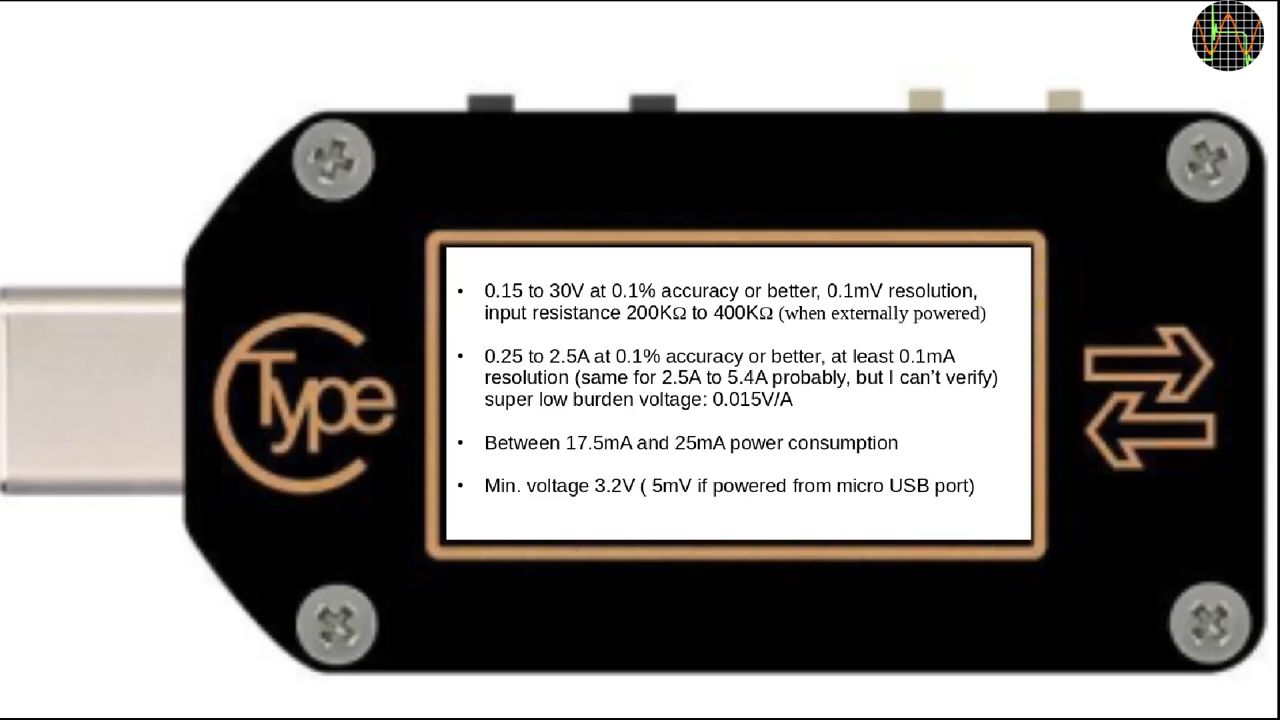 Type
• 0.15 to 30V at 0.1% accuracy or better, 0.1mV resolution,
input resistance 200KΩ to 400KΩ (when externally powered)
• 0.25 to 2.5A at 0.1% accuracy or better, at least 0.1mA
resolution (same for 2.5A to 5.4A probably, but I can’t verify)
super low burden voltage: 0.015V/A
• Between 17.5mA and 25mA power consumption
• Min. voltage 3.2V ( 5mV if powered from micro USB port)